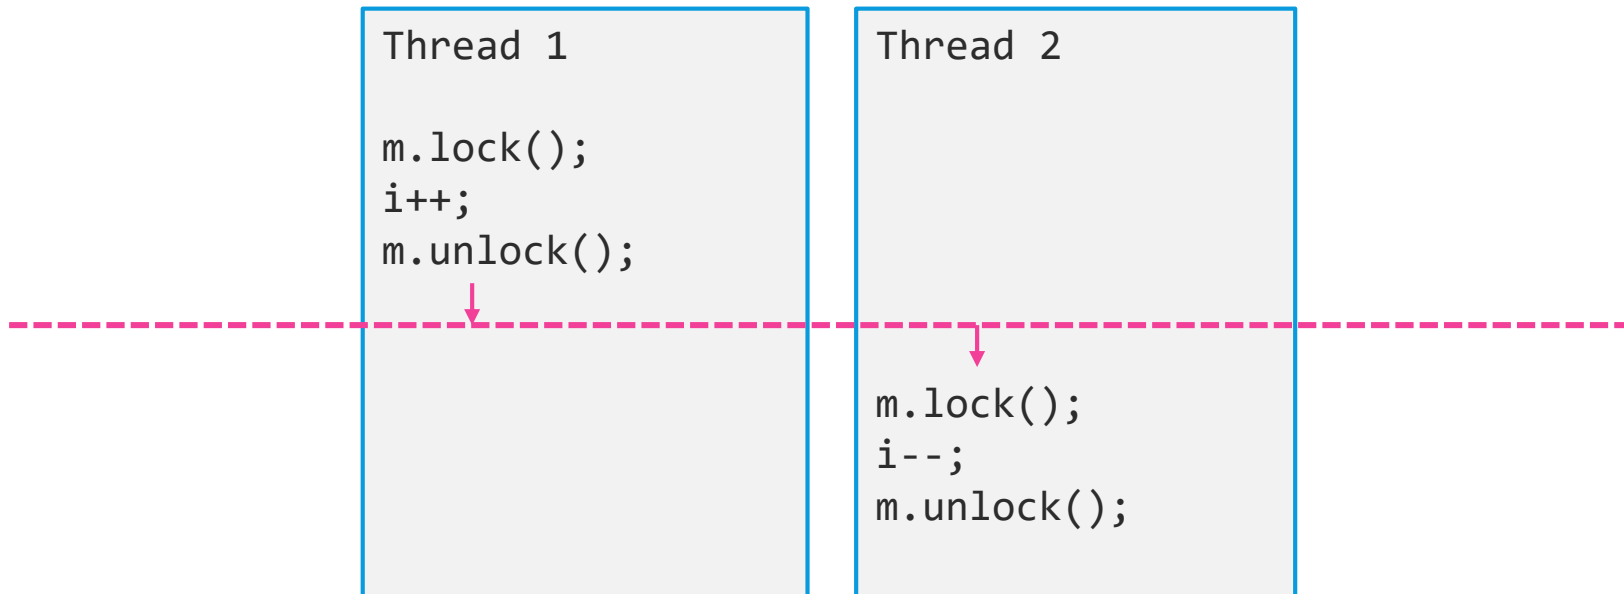 Thread 1
m.lock();
i++;
m.unlock();
Thread 2
m.lock();
i--;
m.unlock();